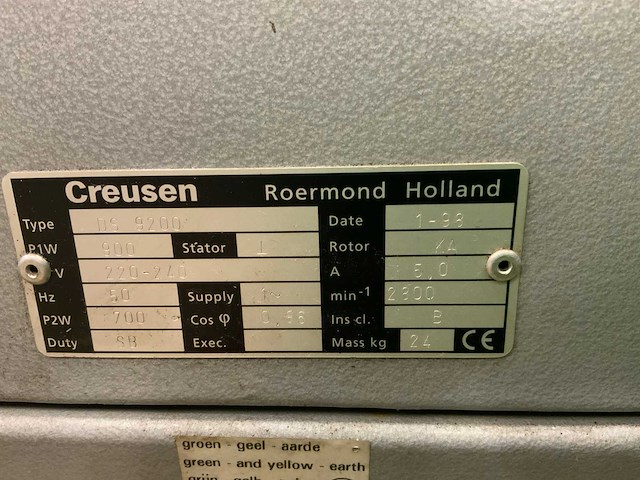 Creusen Roermond Holland
Type DS 9200 Date 1-98
P1W 900 Stator 1 Rotor
V 220-240 A 5,0
Hz 50 Supply 1- min-1 2800
P2W 700 Cos φ Ins cl. B
Duty Exec. Mass kg 24 CE
groen - geel - aarde
green - and yellow - earth